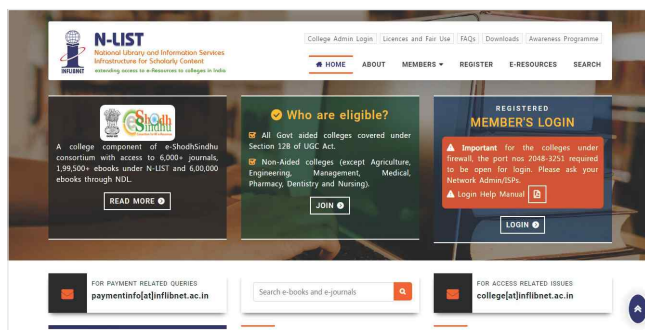 N-LIST
National Library and Information Services
Infrastructure for Scholarly Content
extending access to e-Resources to colleges in India
INFLIBNET
College Admin Login
Licences and Fair Use
FAQs
Downloads
Awareness Programme
HOME
ABOUT
MEMBERS
REGISTER
E-RESOURCES
SEARCH
e-Shodh
Sindhu
A college component of e-ShodhSindhu
consortium with access to 6,000+ journals,
1,99,500+ ebooks under N-LIST and 6,00,000
ebooks through NDL.
READ MORE
Who are eligible?
All Govt aided colleges covered under
Section 12B of UGC Act.
Non-Aided colleges (except Agriculture,
Engineering, Management, Medical,
Pharmacy, Dentistry and Nursing).
JOIN
REGISTERED
MEMBER'S LOGIN
Important for the colleges under
firewall, the port nos 2048-3251 required
to be open for login. Please ask your
Network Admin/ISPs.
Login Help Manual
LOGIN
FOR PAYMENT RELATED QUERIES
paymentinfo[at]inflibnet.ac.in
Search e-books and e-journals
FOR ACCESS RELATED ISSUES
college[at]inflibnet.ac.in